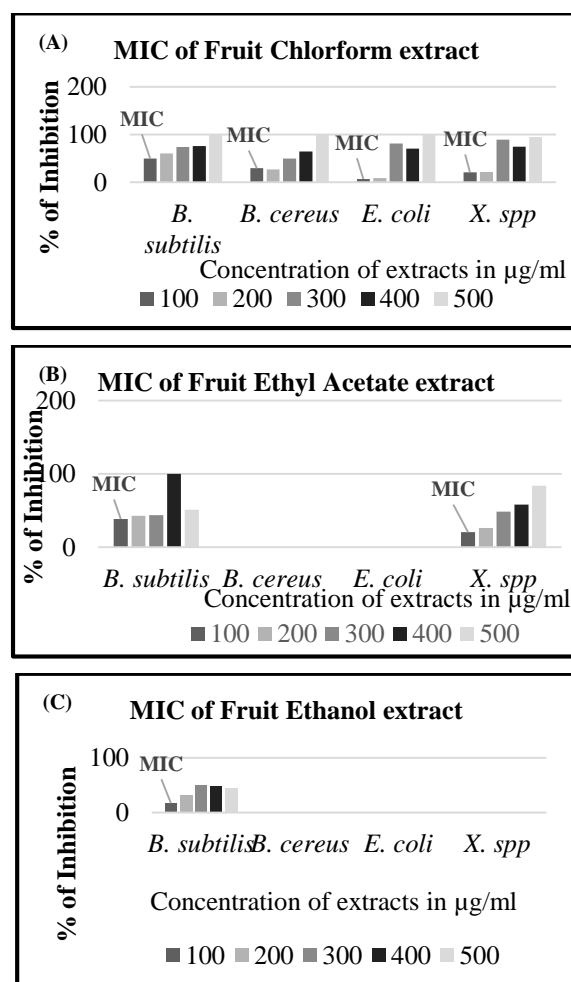 (A)
MIC of Fruit Chlorform extract
% of Inhibition
200
100
0
MIC
MIC
MIC
MIC
B. subtilis
B. cereus
E. coli
X. spp
Concentration of extracts in µg/ml
100 200 300 400 500
(B)
MIC of Fruit Ethyl Acetate extract
% of Inhibition
200
100
0
MIC
MIC
B. subtilis B. cereus E. coli X. spp
Concentration of extracts in µg/ml
100 200 300 400 500
(C)
MIC of Fruit Ethanol extract
% of Inhibition
100
0
MIC
B. subtilis B. cereus E. coli X. spp
Concentration of extracts in µg/ml
100 200 300 400 500